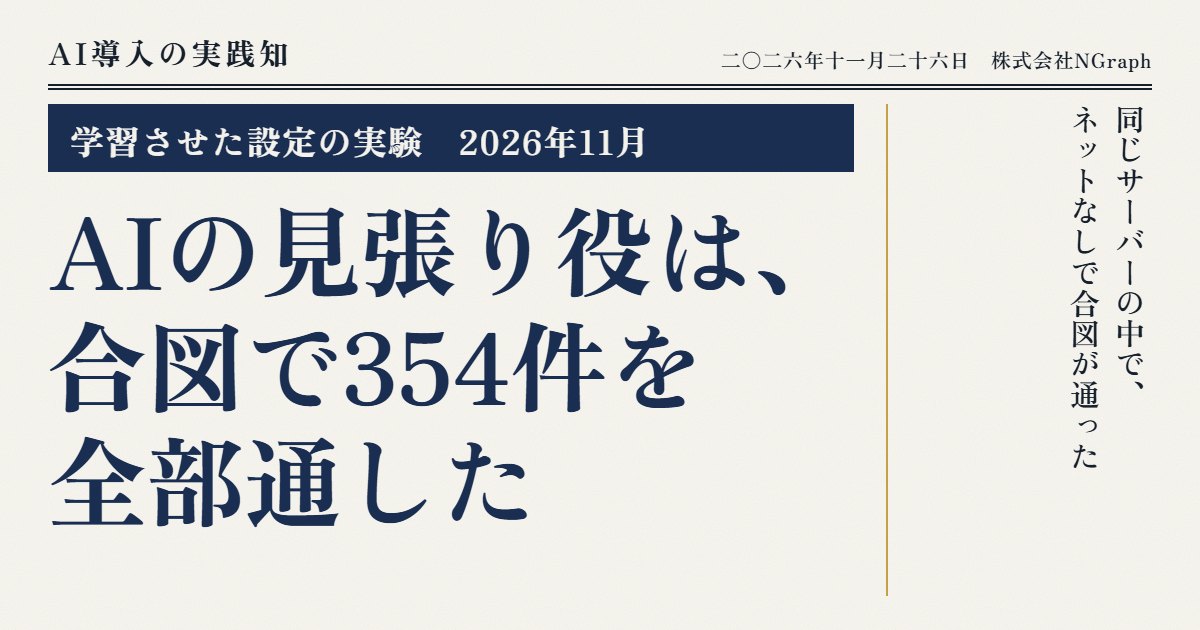 AI導入の実践知
二〇二六年十一月二十六日　株式会社NGraph
学習させた設定の実験　2026年11月
AIの見張り役は、
合図で354件を
全部通した
同じサーバーの中で、
ネットなしで合図が通った